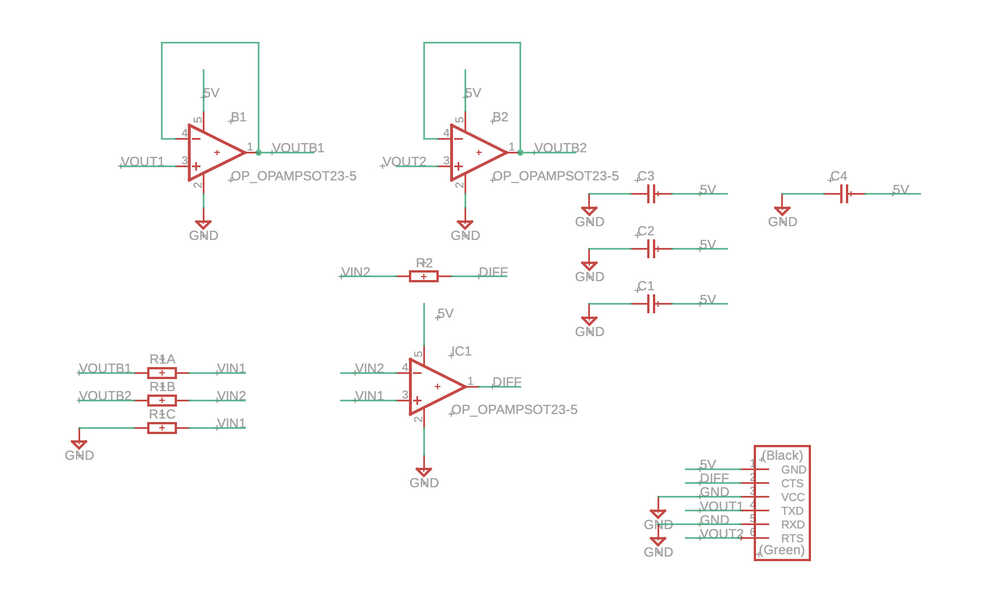 5V
B1
4
5
1
VOUTB1
VOUT1
3
2
OP_OPAMPSOT23-5
GND
5V
B2
4
5
1
VOUTB2
VOUT2
3
2
OP_OPAMPSOT23-5
GND
C3
5V
GND
C4
5V
GND
C2
5V
GND
C1
5V
GND
VIN2
R2
DIFF
5V
IC1
VIN2
4
5
1
DIFF
VIN1
3
2
OP_OPAMPSOT23-5
GND
VOUTB1
R1A
VIN1
VOUTB2
R1B
VIN2
R1C
VIN1
GND
(Black)
5V 1 GND
DIFF 2 CTS
GND 3 VCC
VOUT1 4 TXD
GND 5 RXD
VOUT2 6 RTS
(Green)
GND
GND